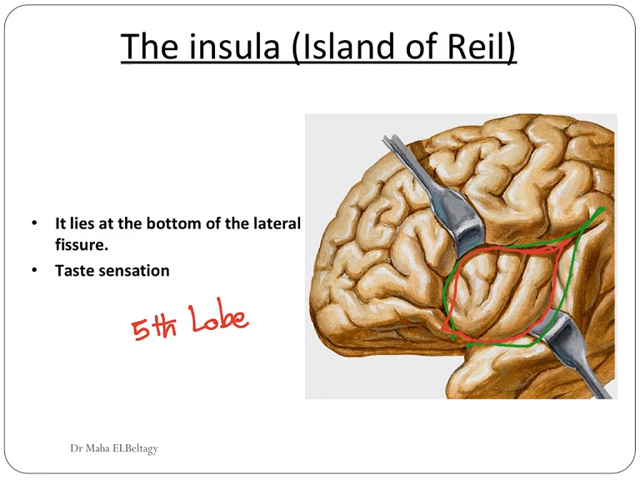 The insula (Island of Reil)
• It lies at the bottom of the lateral
fissure.
• Taste sensation
5th Lobe
Dr Maha ELBeltagy